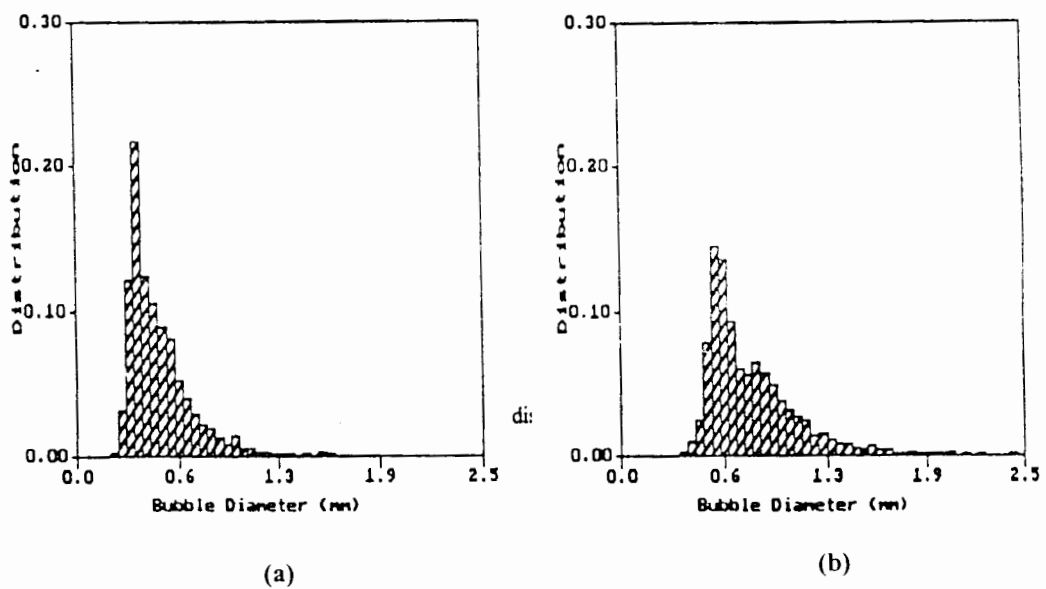 0.30
0.20
0.10
0.00
Distribution
0.0 0.6 1.3 1.9 2.5
Bubble Diameter (mm)
(a)
di:
0.30
0.20
0.10
0.00
Distribution
0.0 0.6 1.3 1.9 2.5
Bubble Diameter (mm)
(b)